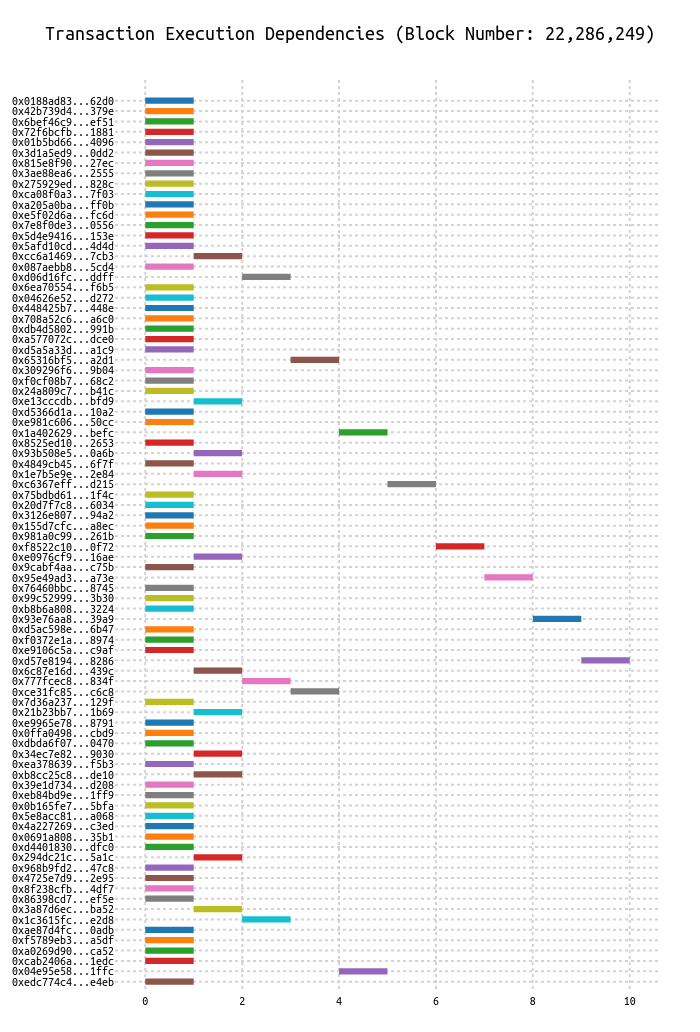 Transaction Execution Dependencies (Block Number: 22,286,249)
0x0188ad83...62d0
0x42b739d4...379e
0x6bef46c9...ef51
0x72f6bcfb...1881
0x01b5bd66...4096
0x3d1a5ed9...0dd2
0x815e8f90...27ec
0x3ae88ea6...2555
0x275929ed...828c
0xca08f0a3...7f03
0xa205a0ba...ff0b
0xe5f02d6a...fc6d
0x7e8f0de3...0556
0x5d4e9416...153e
0x5afd10cd...4d4d
0xcc6a1469...7cb3
0x087aebb8...5cd4
0xd06d16fc...ddff
0x6ea70554...f6b5
0x04626e52...d272
0x448425b7...448e
0x708a52c6...a6c0
0xdb4d5802...991b
0xa577072c...dce0
0xd5a5a33d...a1c9
0x65316bf5...a2d1
0x309296f6...9b04
0xf0cf08b7...68c2
0x24a809c7...b41c
0xe13cccdb...bfd9
0xd5366d1a...10a2
0xe981c606...50cc
0x1a402629...befc
0x8525ed10...2653
0x93b508e5...0a6b
0x4849cb45...6f7f
0x1e7b5e9e...2e84
0xc6367eff...d215
0x75bdbd61...1f4c
0x20d7f7c8...6034
0x3126e807...94a2
0x155d7cfc...a8ec
0x981a0c99...261b
0xf8522c10...0f72
0xe0976cf9...16ae
0x9cabf4aa...c75b
0x95e49ad3...a73e
0x76460bbc...8745
0x99c52999...3b30
0xb8b6a808...3224
0x93e76aa8...39a9
0xd5ac598e...6b47
0xf0372e1a...8974
0xe9106c5a...c9af
0xd57e8194...8286
0x6c87e16d...439c
0x777fcec8...834f
0xce31fc85...c6c8
0x7d36a237...129f
0x21b23bb7...1b69
0xe9965e78...8791
0x0ffa0498...cbd9
0xdbda6f07...0470
0x34ec7e82...9030
0xea378639...f5b3
0xb8cc25c8...de10
0x39e1d734...d208
0xeb84bd9e...1ff9
0x0b165fe7...5bfa
0x5e8acc81...a068
0x4a227269...c3ed
0x0691a808...35b1
0xd4401830...dfc0
0x294dc21c...5a1c
0x968b9fd2...47c8
0x4725e7d9...2e95
0x8f238cfb...4df7
0x86398cd7...ef5e
0x3a87d6ec...ba52
0x1c3615fc...e2d8
0xae87d4fc...0adb
0xf5789eb3...a5df
0xa0269d90...ca52
0xcab2406a...1edc
0x04e95e58...1ffc
0xedc774c4...e4eb
0 2 4 6 8 10